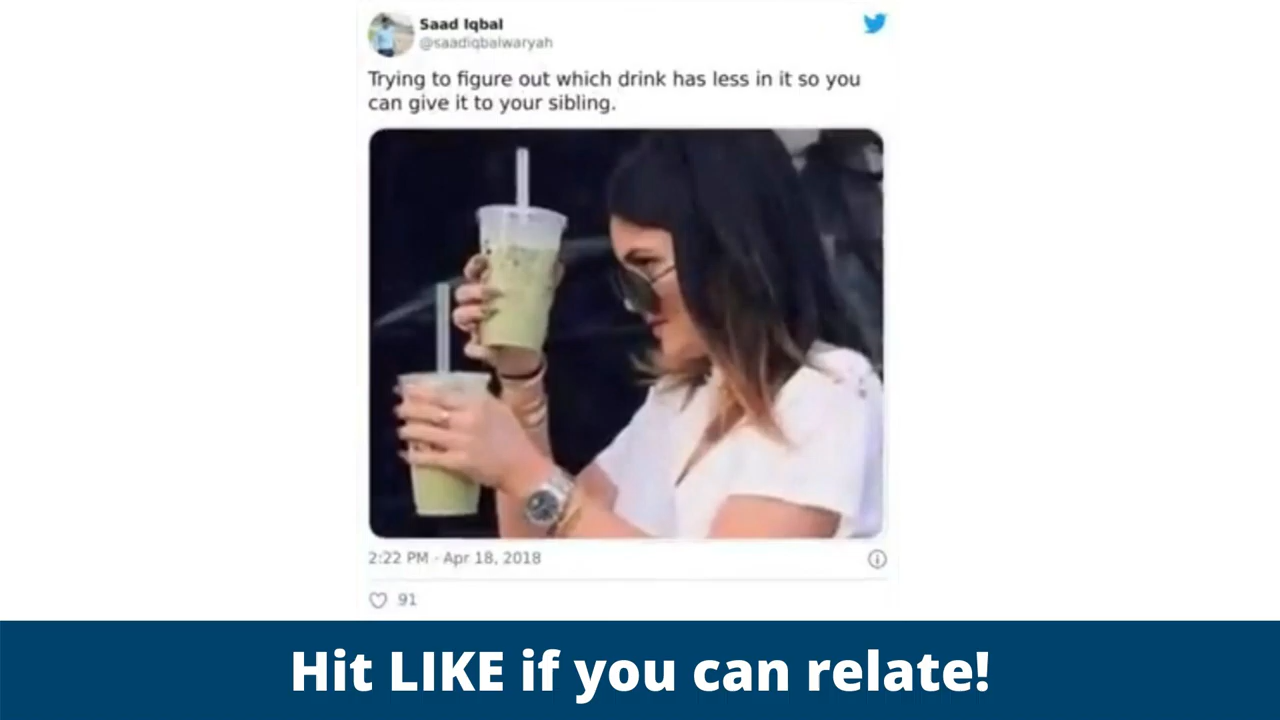 Saad Iqbal
@saadiqbalwaryah
Trying to figure out which drink has less in it so you
can give it to your sibling.
2:22 PM - Apr 18, 2018
91
Hit LIKE if you can relate!